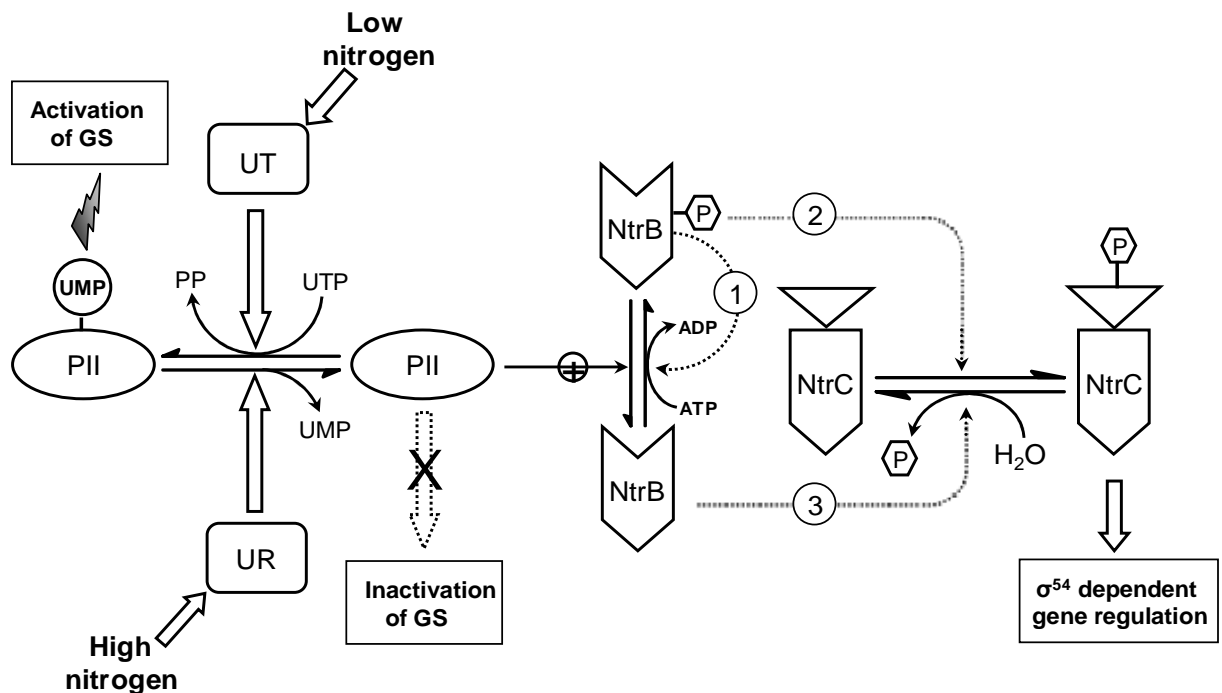 Low
nitrogen
Activation
of GS
UT
UMP
PP
UTP
PII
PII
UMP
X
UR
Inactivation
of GS
High
nitrogen
NtrB
P
1
2
ADP
ATP
+
NtrB
3
NtrC
P
H₂O
P
NtrC
σ⁵⁴ dependent
gene regulation